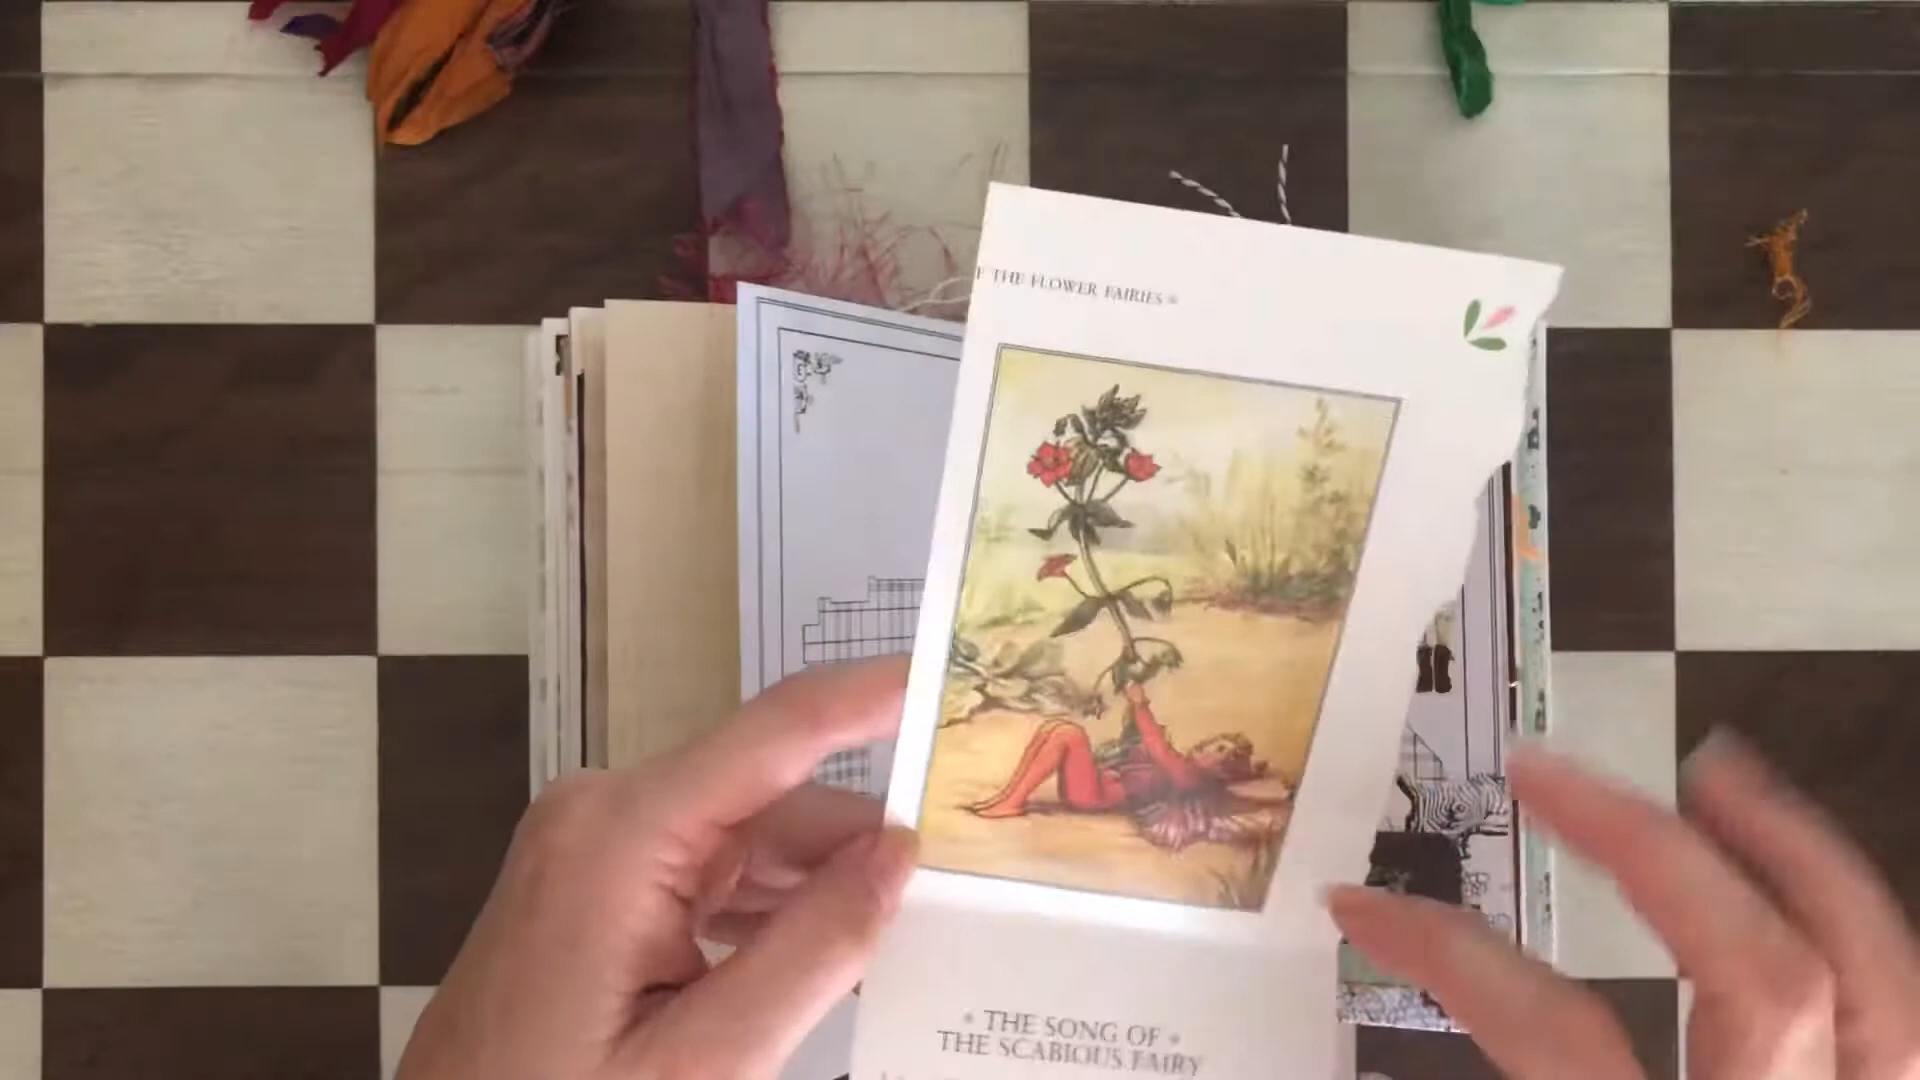 THE FLOWER FAIRIES
THE SONG OF
THE SCABIOUS FAIRY